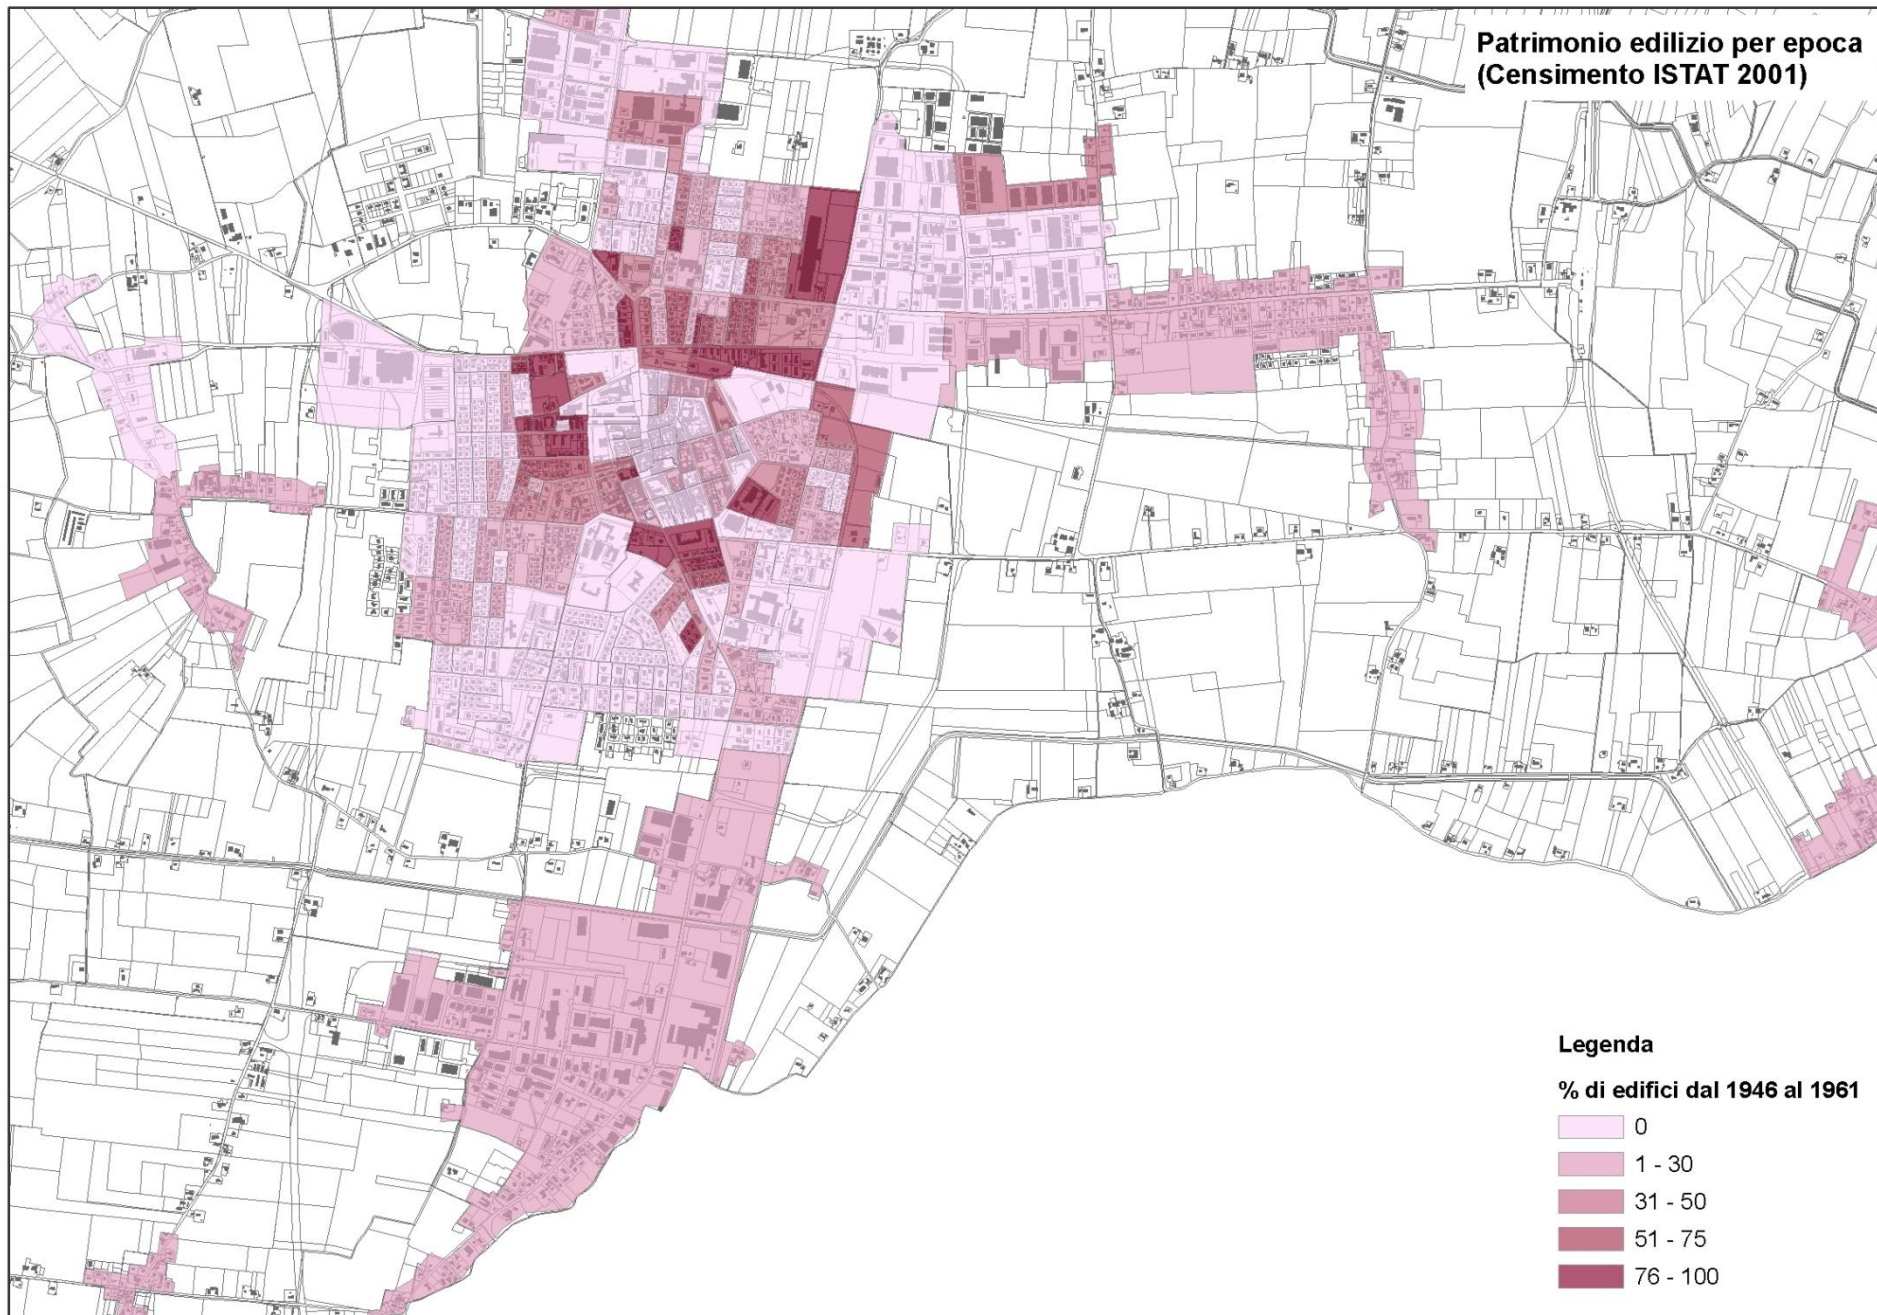 Patrimonio edilizio per epoca
(Censimento ISTAT 2001)
Legenda
% di edifici dal 1946 al 1961
0
1 - 30
31 - 50
51 - 75
76 - 100